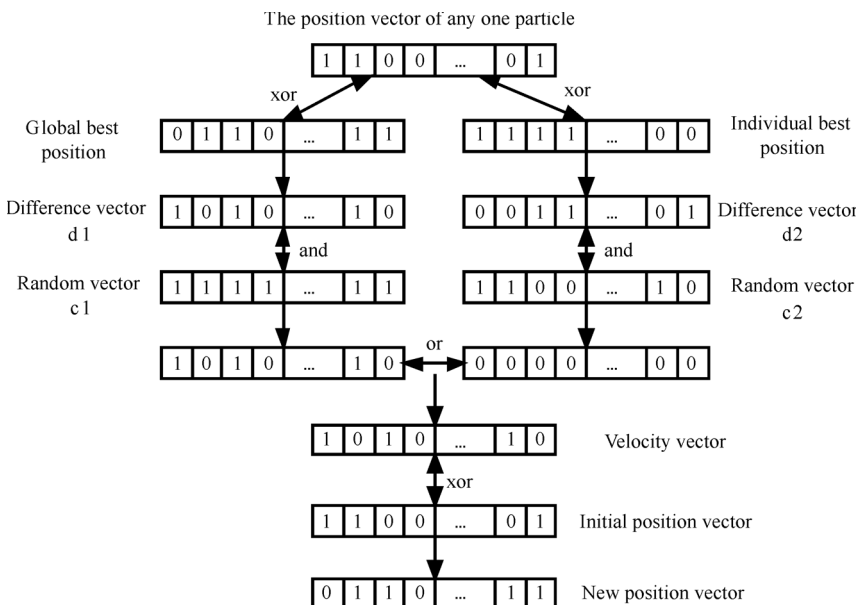 The position vector of any one particle
1 1 0 0 ... 0 1
xor xor
Global best position
0 1 1 0 ... 1 1
1 1 1 1 ... 0 0
Individual best position
Difference vector d1
1 0 1 0 ... 1 0
0 0 1 1 ... 0 1
Difference vector d2
and and
Random vector c1
1 1 1 1 ... 1 1
1 1 0 0 ... 1 0
Random vector c2
or
1 0 1 0 ... 1 0
0 0 0 0 ... 0 0
1 0 1 0 ... 1 0
Velocity vector
xor
1 1 0 0 ... 0 1
Initial position vector
0 1 1 0 ... 1 1
New position vector